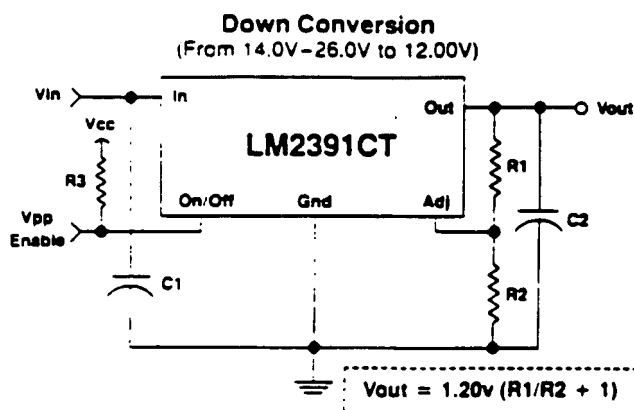 Down Conversion
(From 14.0V-26.0V to 12.00V)
Vin
In
Out
Vout
Vcc
LM2391CT
R1
R3
On/Off
Gnd
Adj
Vpp
Enable
C2
C1
R2
Vout = 1.20v (R1/R2 + 1)